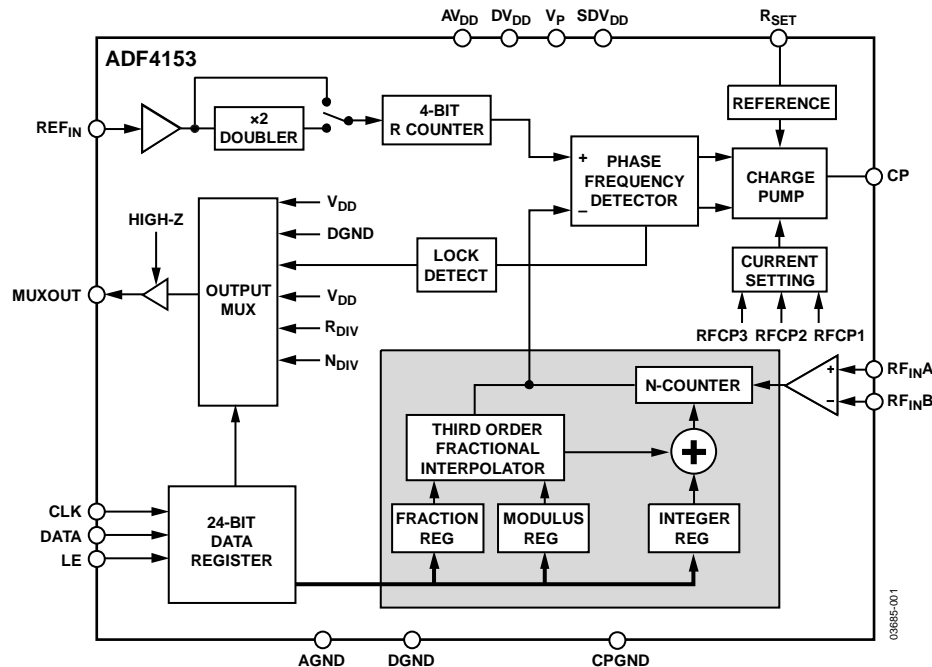 AVDD DVDD VP SDVDD RSET
ADF4153
REFIN
×2
DOUBLER
4-BIT
R COUNTER
REFERENCE
+
−
PHASE
FREQUENCY
DETECTOR
CHARGE
PUMP
CP
HIGH-Z
MUXOUT
OUTPUT
MUX
VDD
DGND
VDD
RDIV
NDIV
LOCK
DETECT
CURRENT
SETTING
RFCP3 RFCP2 RFCP1
N-COUNTER
+
−
RFINA
RFINB
THIRD ORDER
FRACTIONAL
INTERPOLATOR
+
CLK
DATA
LE
24-BIT
DATA
REGISTER
FRACTION
REG
MODULUS
REG
INTEGER
REG
AGND DGND CPGND
03685-001